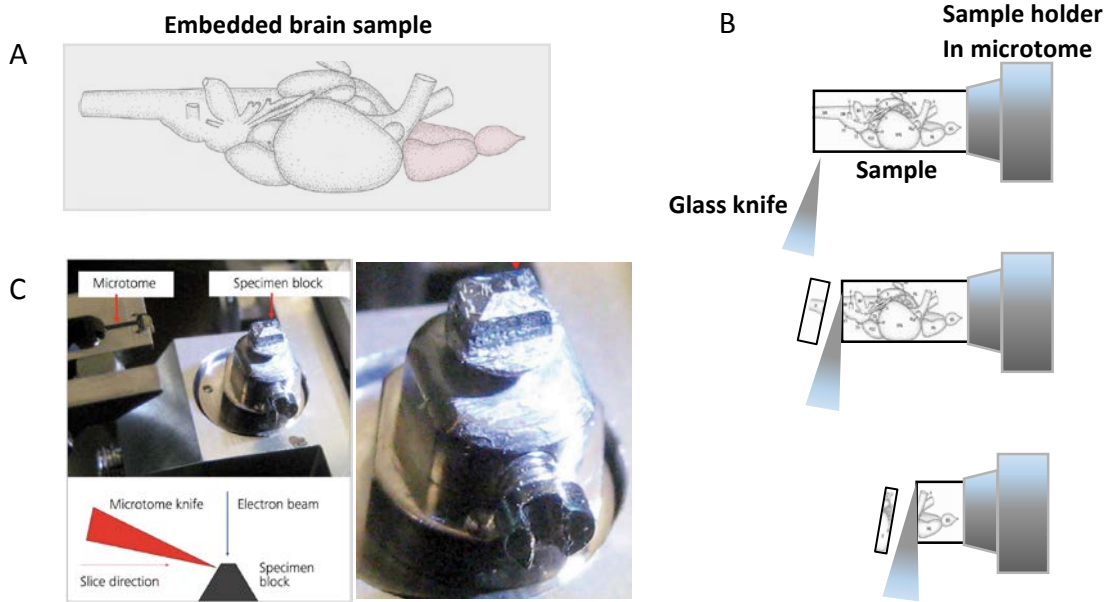 A
Embedded brain sample
B
Sample holder
In microtome
Sample
Glass knife
C
Microtome
Specimen block
Microtome knife
Electron beam
Slice direction
Specimen
block